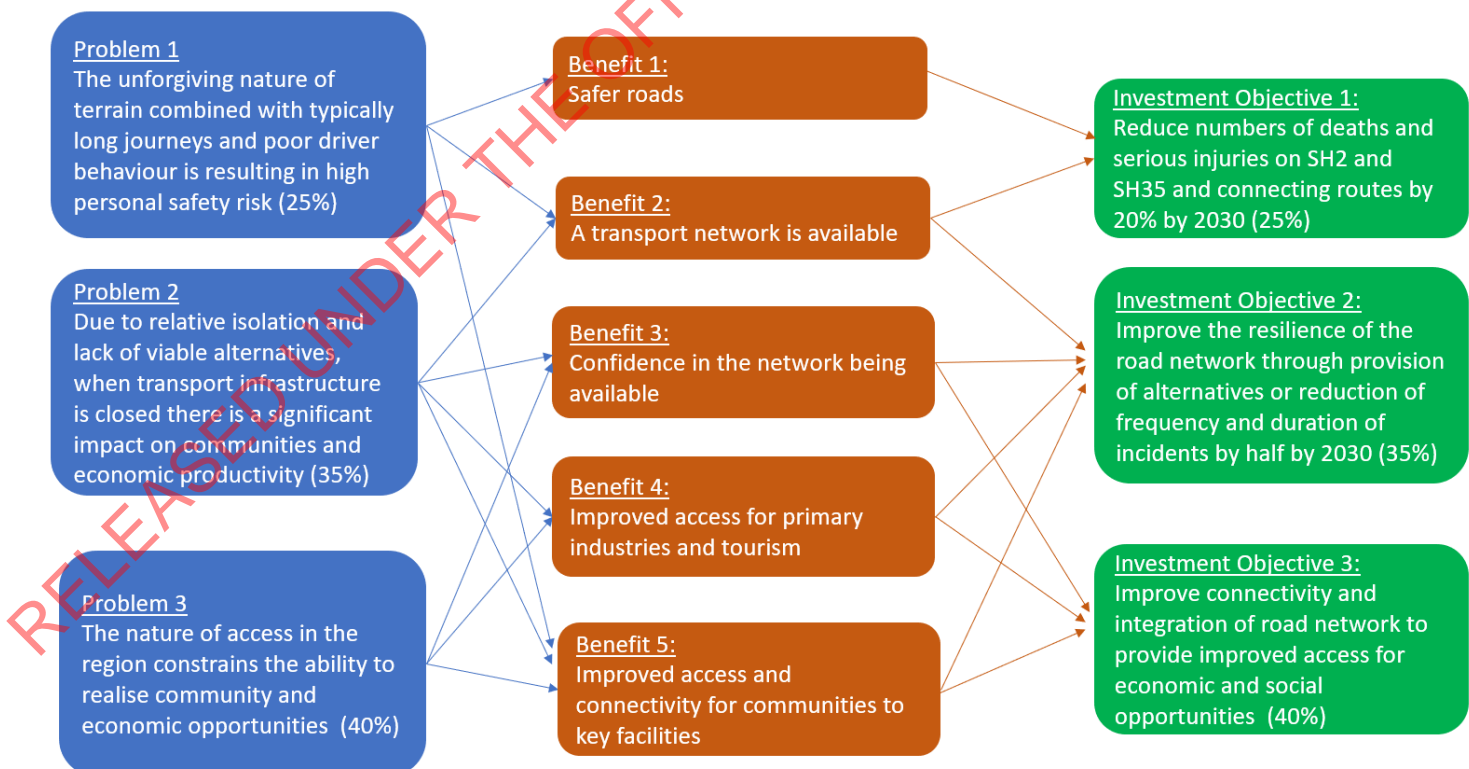 Problem 1
The unforgiving nature of
terrain combined with typically
long journeys and poor driver
behaviour is resulting in high
personal safety risk (25%)
Problem 2
Due to relative isolation and
lack of viable alternatives,
when transport infrastructure
is closed there is a significant
impact on communities and
economic productivity (35%)
Problem 3
The nature of access in the
region constrains the ability to
realise community and
economic opportunities (40%)
Benefit 1:
Safer roads
Benefit 2:
A transport network is available
Benefit 3:
Confidence in the network being
available
Benefit 4:
Improved access for primary
industries and tourism
Benefit 5:
Improved access and
connectivity for communities to
key facilities
Investment Objective 1:
Reduce numbers of deaths and
serious injuries on SH2 and
SH35 and connecting routes by
20% by 2030 (25%)
Investment Objective 2:
Improve the resilience of the
road network through provision
of alternatives or reduction of
frequency and duration of
incidents by half by 2030 (35%)
Investment Objective 3:
Improve connectivity and
integration of road network to
provide improved access for
economic and social
opportunities (40%)
RELEASED UNDER THE